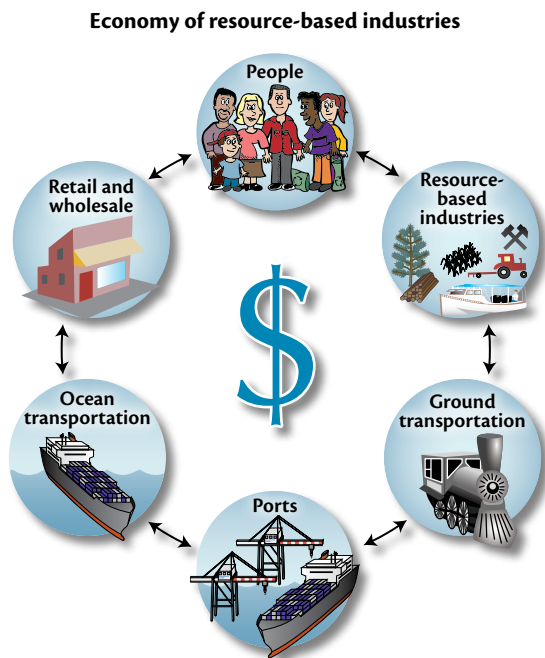 Economy of resource-based industries
People
Retail and
wholesale
Resource-
based
industries
$
Ocean
transportation
Ground
transportation
Ports